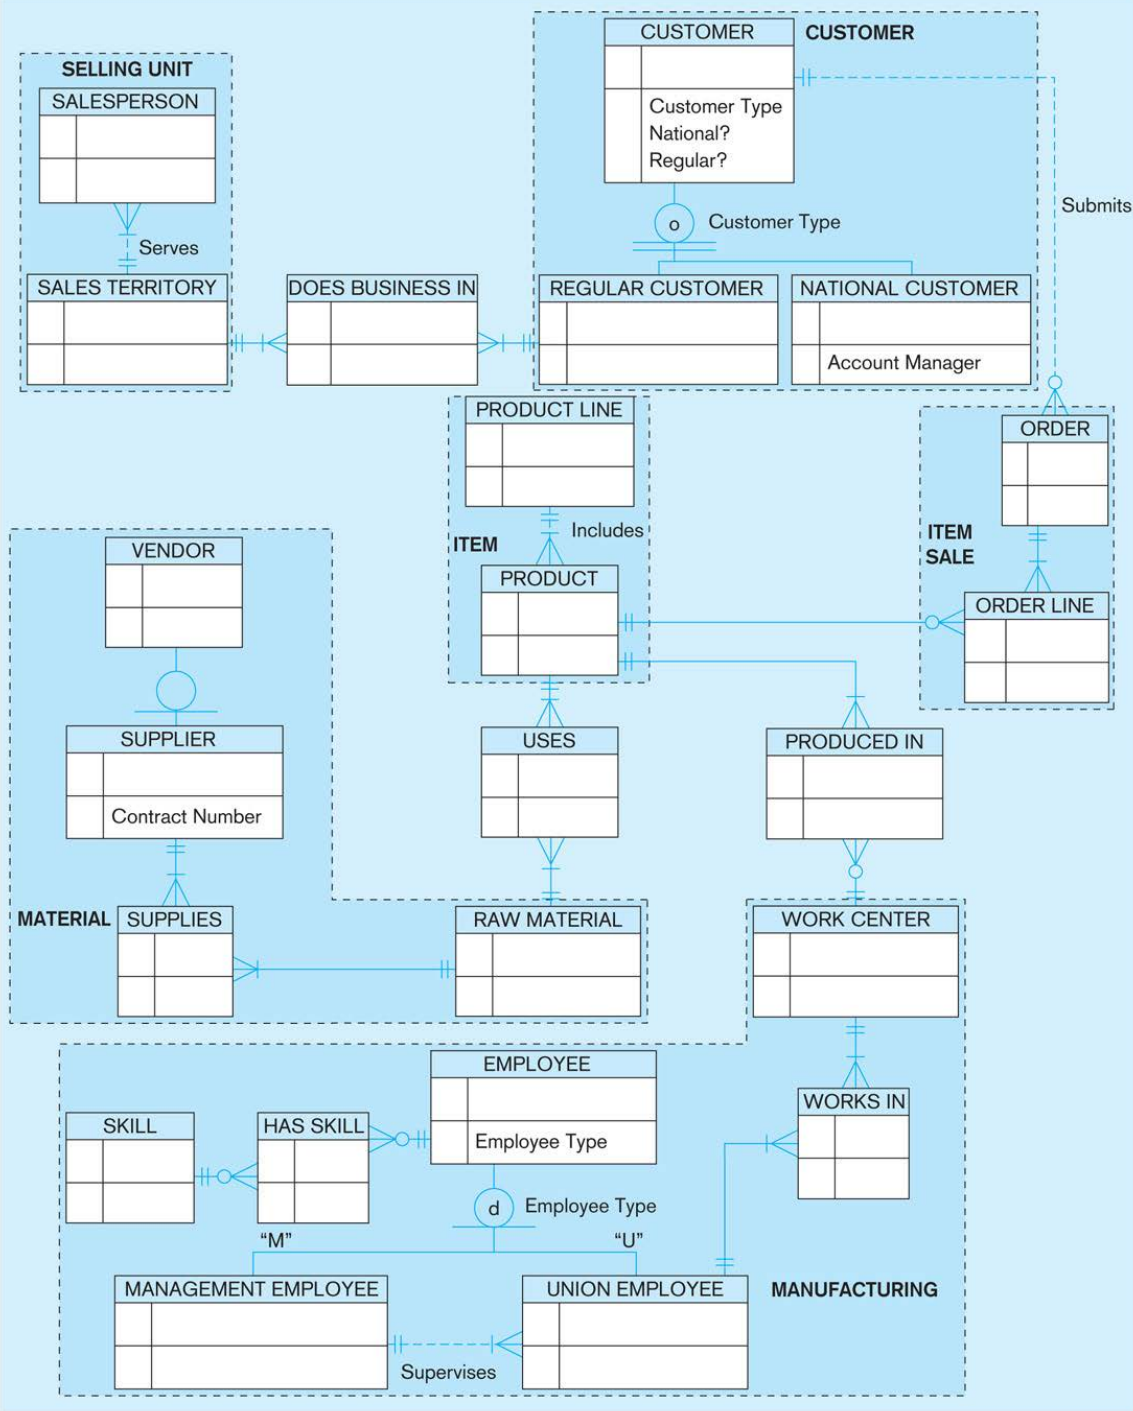 CUSTOMER
CUSTOMER
Customer Type
National?
Regular?
SELLING UNIT
SALESPERSON
Submits
o
Customer Type
Serves
SALES TERRITORY
DOES BUSINESS IN
REGULAR CUSTOMER
NATIONAL CUSTOMER
Account Manager
PRODUCT LINE
ORDER
Includes
ITEM
ITEM
SALE
VENDOR
PRODUCT
ORDER LINE
SUPPLIER
Contract Number
USES
PRODUCED IN
MATERIAL
SUPPLIES
RAW MATERIAL
WORK CENTER
EMPLOYEE
Employee Type
SKILL
HAS SKILL
WORKS IN
d
Employee Type
“M”
“U”
MANAGEMENT EMPLOYEE
UNION EMPLOYEE
MANUFACTURING
Supervises